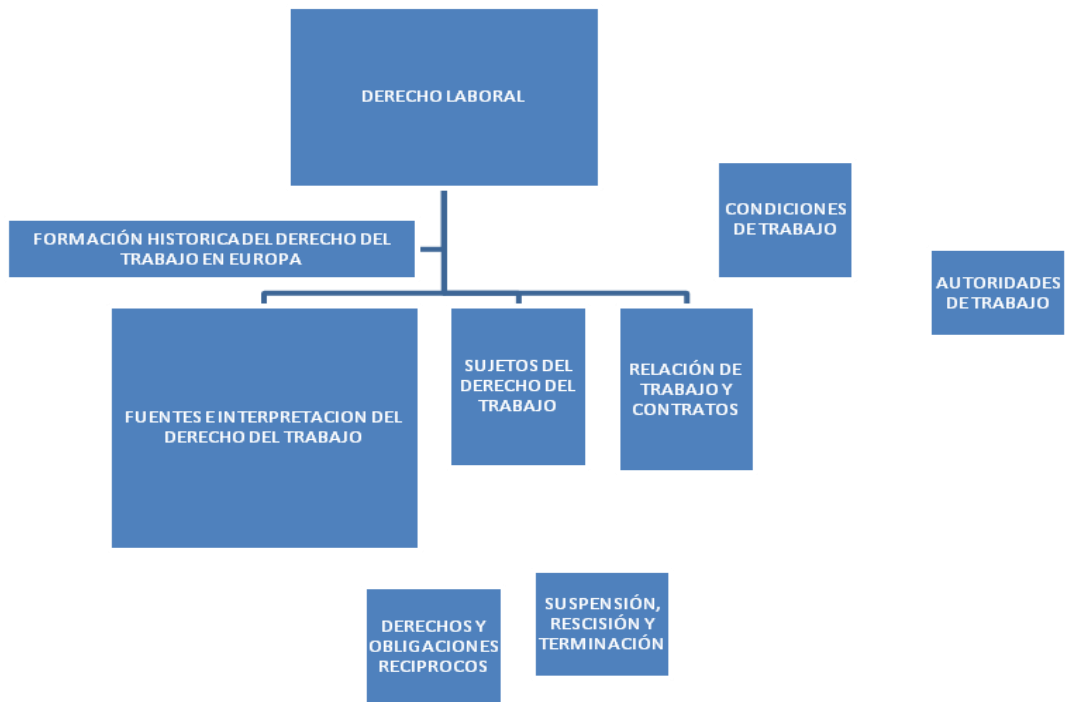 DERECHO LABORAL
CONDICIONES
DE TRABAJO
FORMACIÓN HISTORICA DEL DERECHO DEL
TRABAJO EN EUROPA
AUTORIDADES
DE TRABAJO
FUENTES E INTERPRETACION DEL
DERECHO DEL TRABAJO
SUJETOS DEL
DERECHO DEL
TRABAJO
RELACIÓN DE
TRABAJO Y
CONTRATOS
DERECHOS Y
OBLIGACIONES
RECIPROCOS
SUSPENSIÓN,
RESCISIÓN Y
TERMINACIÓN